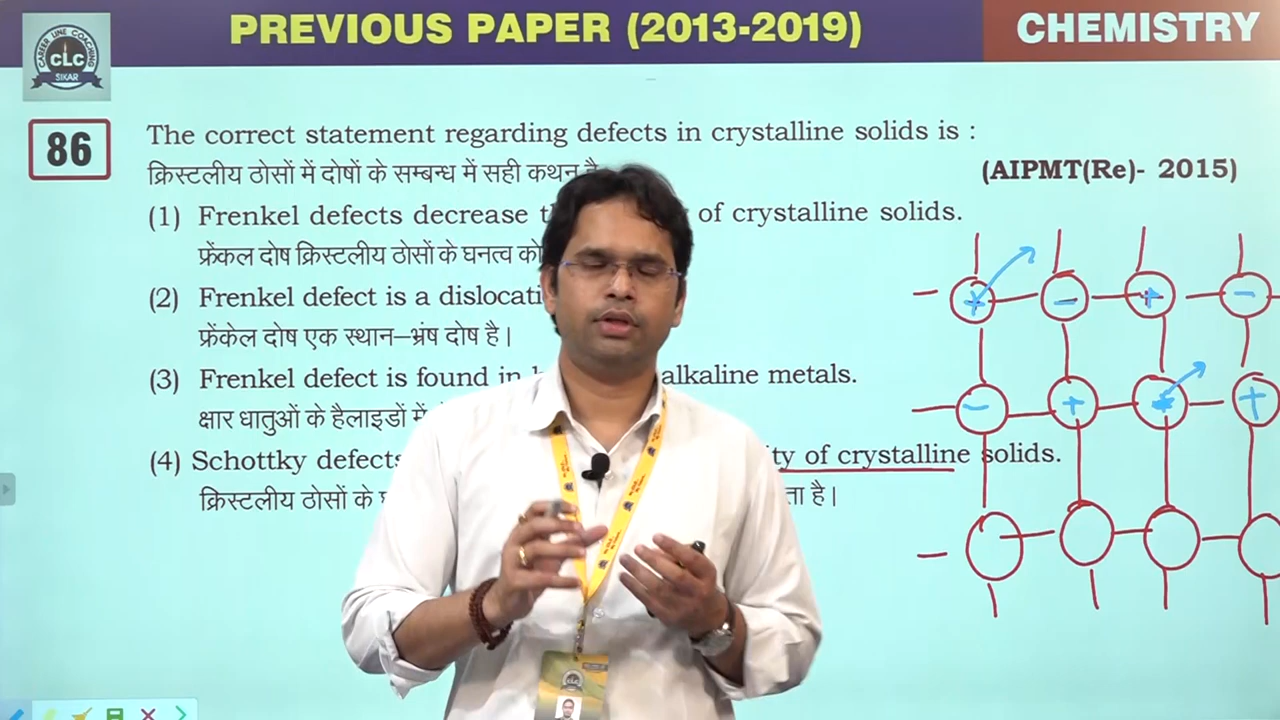 PREVIOUS PAPER (2013-2019)
CHEMISTRY
CAREER LINE COACHING
CLC
SIKAR
86
The correct statement regarding defects in crystalline solids is :
क्रिस्टलीय ठोसों में दोषों के सम्बन्ध में सही कथन है
(AIPMT(Re)- 2015)
(1) Frenkel defects decrease of crystalline solids.
फ्रेंकल दोष क्रिस्टलीय ठोसों के घनत्व को
(2) Frenkel defect is a
फ्रेंकेल दोष एक स्थान–भ्रंष दोष है।
(3) Frenkel defect is found in alkaline metals.
क्षार धातुओं के हैलाइडों में
(4) Schottky defects of crystalline solids.
क्रिस्टलीय ठोसों के है।
+ − + −
− + + +